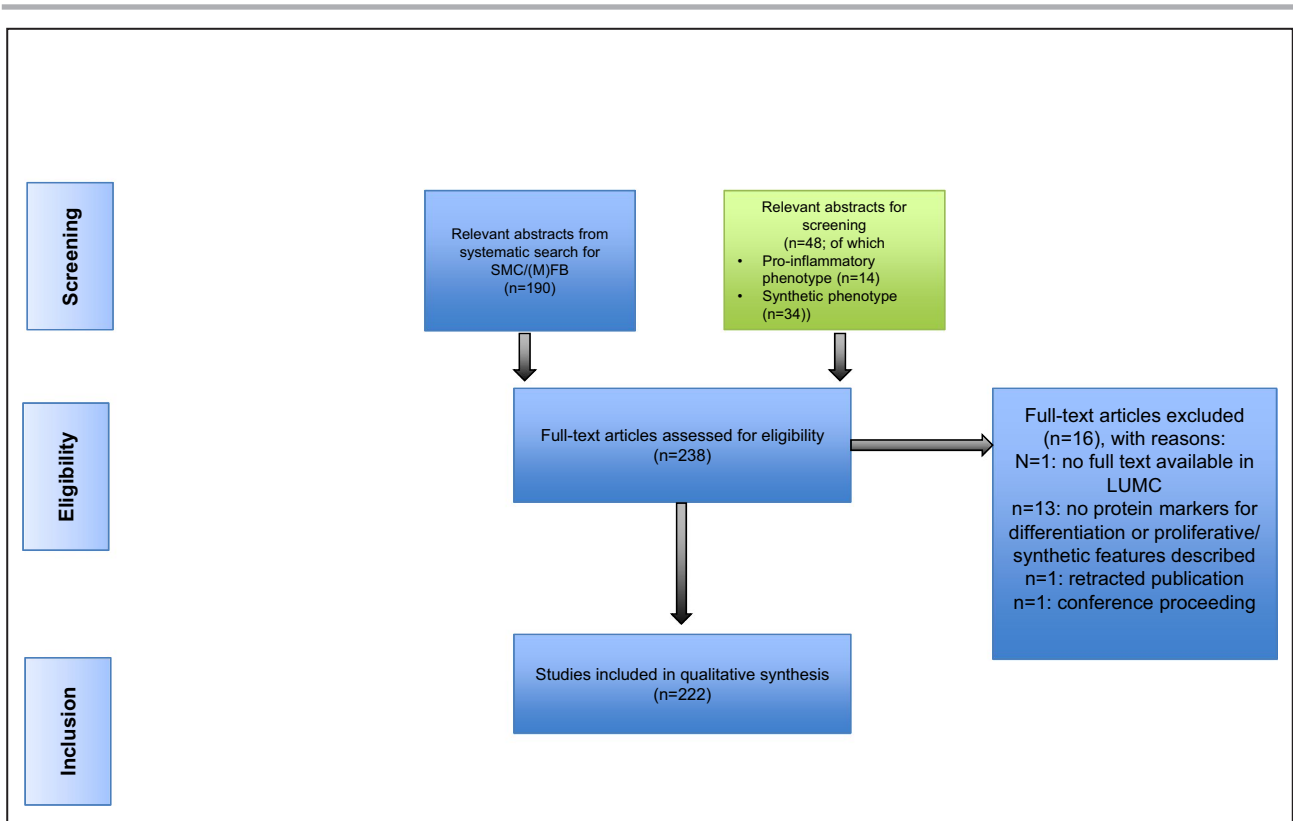 Screening
Relevant abstracts from
systematic search for
SMC/(M)FB
(n=190)
Relevant abstracts for
screening
(n=48; of which
• Pro-inflammatory
phenotype (n=14)
• Synthetic phenotype
(n=34))
Eligibility
Full-text articles assessed for eligibility
(n=238)
Full-text articles excluded
(n=16), with reasons:
N=1: no full text available in
LUMC
n=13: no protein markers for
differentiation or proliferative/
synthetic features described
n=1: retracted publication
n=1: conference proceeding
Inclusion
Studies included in qualitative synthesis
(n=222)